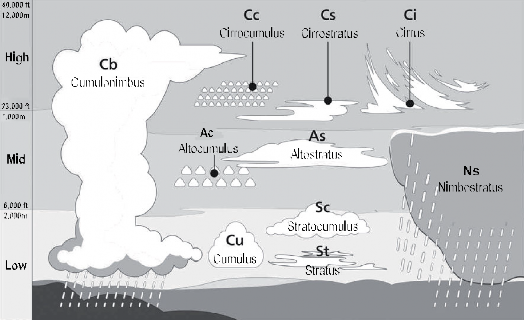 40,000 ft
12,000m
High
23,000 ft
7,000m
Mid
6,000 ft
2,000m
Low
Cb
Cumulonimbus
Cc
Cirrocumulus
Cs
Cirrostratus
Ci
Cirrus
Ac
Altocumulus
As
Altostratus
Ns
Nimbostratus
Sc
Stratocumulus
Cu
Cumulus
St
Stratus